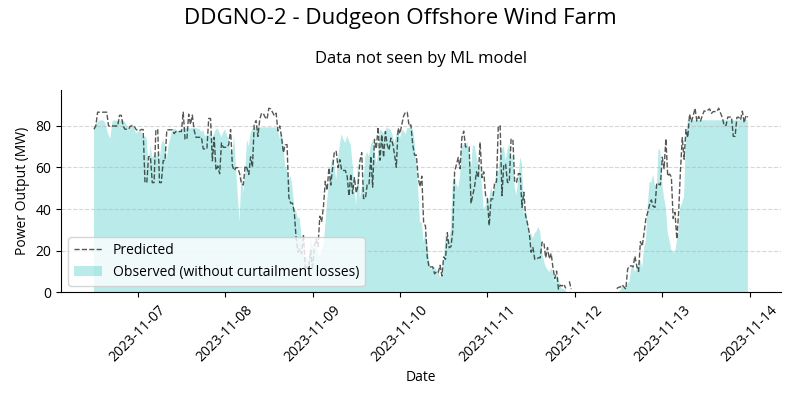 DDGNO-2 - Dudgeon Offshore Wind Farm
Data not seen by ML model
Power Output (MW)
80
60
40
20
0
Predicted
Observed (without curtailment losses)
2023-11-07
2023-11-08
2023-11-09
2023-11-10
2023-11-11
2023-11-12
2023-11-13
2023-11-14
Date